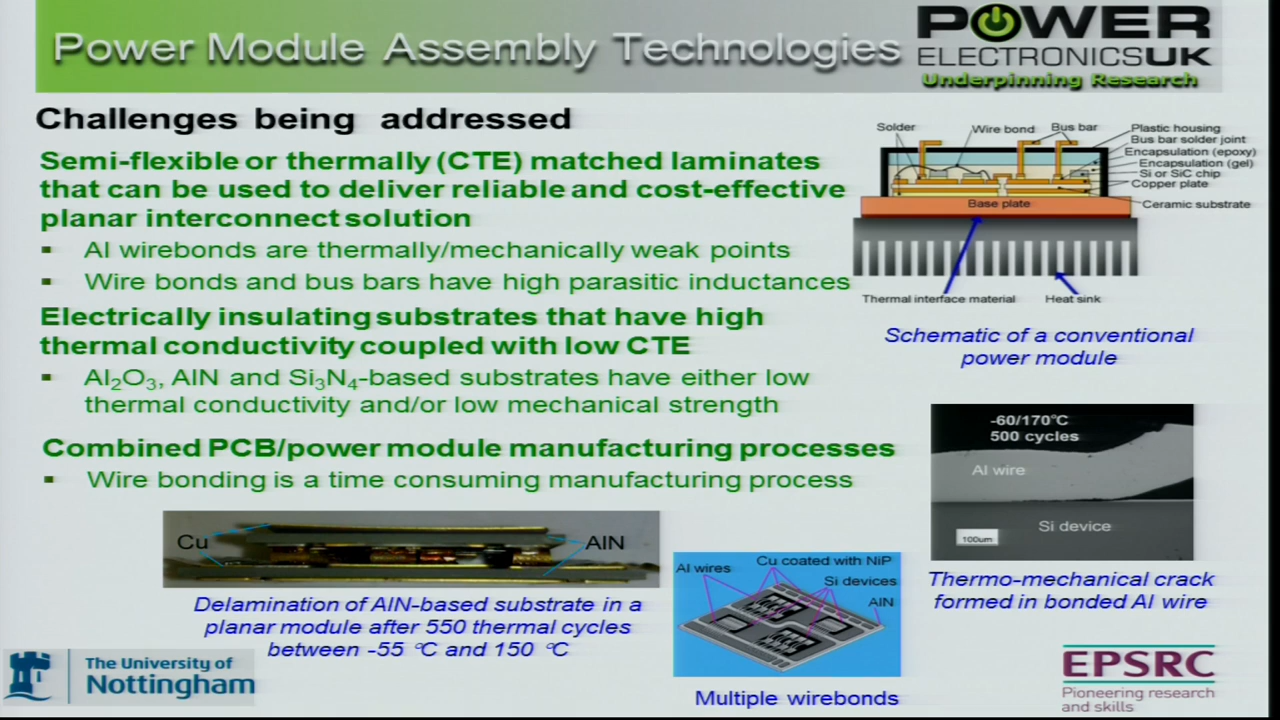 Power Module Assembly Technologies
POWER
ELECTRONICSUK
Underpinning Research
Challenges being addressed
Semi-flexible or thermally (CTE) matched laminates
that can be used to deliver reliable and cost-effective
planar interconnect solution
▪ Al wirebonds are thermally/mechanically weak points
▪ Wire bonds and bus bars have high parasitic inductances
Electrically insulating substrates that have high
thermal conductivity coupled with low CTE
▪ Al₂O₃, AlN and Si₃N₄-based substrates have either low
thermal conductivity and/or low mechanical strength
Combined PCB/power module manufacturing processes
▪ Wire bonding is a time consuming manufacturing process
Solder
Wire bond
Bus bar
Plastic housing
Bus bar solder joint
Encapsulation (epoxy)
Encapsulation (gel)
Si or SiC chip
Copper plate
Ceramic substrate
Base plate
Thermal interface material
Heat sink
Schematic of a conventional
power module
-60/170°C
500 cycles
Al wire
Si device
100um
Thermo-mechanical crack
formed in bonded Al wire
Cu
AlN
Delamination of AlN-based substrate in a
planar module after 550 thermal cycles
between -55 °C and 150 °C
Al wires
Cu coated with NiP
Si devices
AlN
Multiple wirebonds
The University of
Nottingham
EPSRC
Pioneering research
and skills